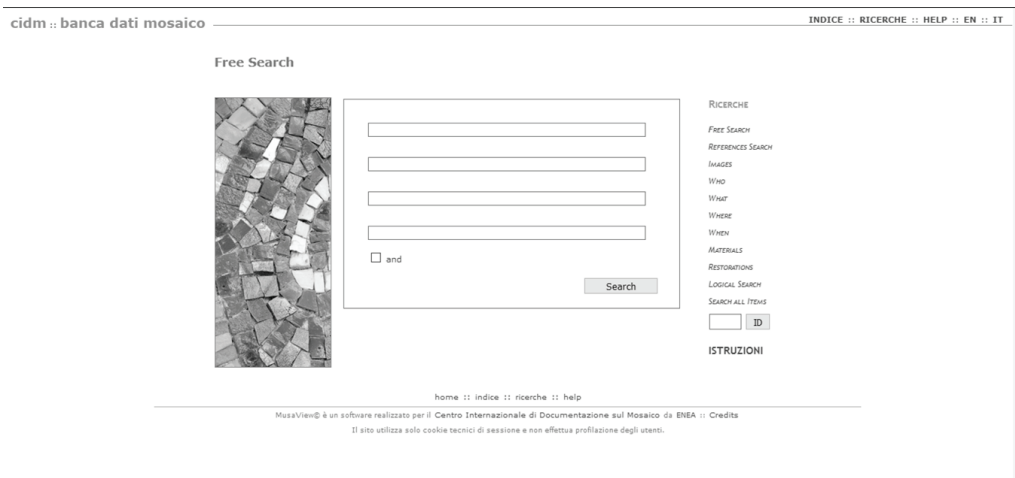 cidm :: banca dati mosaico
INDICE :: RICERCHE :: HELP :: EN :: IT
Free Search
and
Search
RICERCHE
FREE SEARCH
REFERENCES SEARCH
IMAGES
WHO
WHAT
WHERE
WHEN
MATERIALS
RESTORATIONS
LOGICAL SEARCH
SEARCH ALL ITEMS
ID
ISTRUZIONI
home :: indice :: ricerche :: help
MusaView© è un software realizzato per il Centro Internazionale di Documentazione sul Mosaico da ENEA :: Credits
Il sito utilizza solo cookie tecnici di sessione e non effettua profilazione degli utenti.